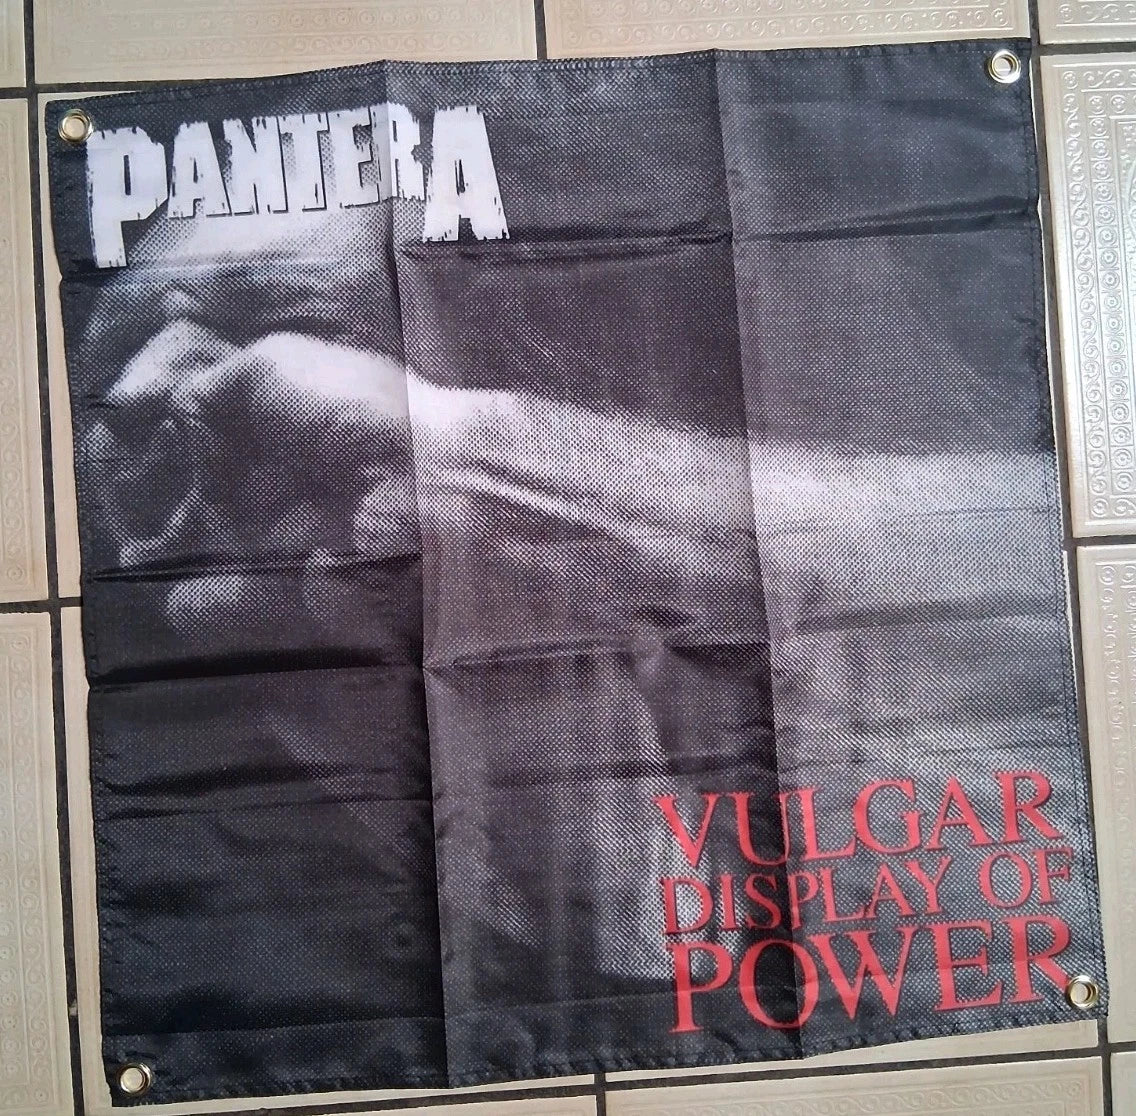 PANTERA
VULGAR
DISPLAY OF
POWER